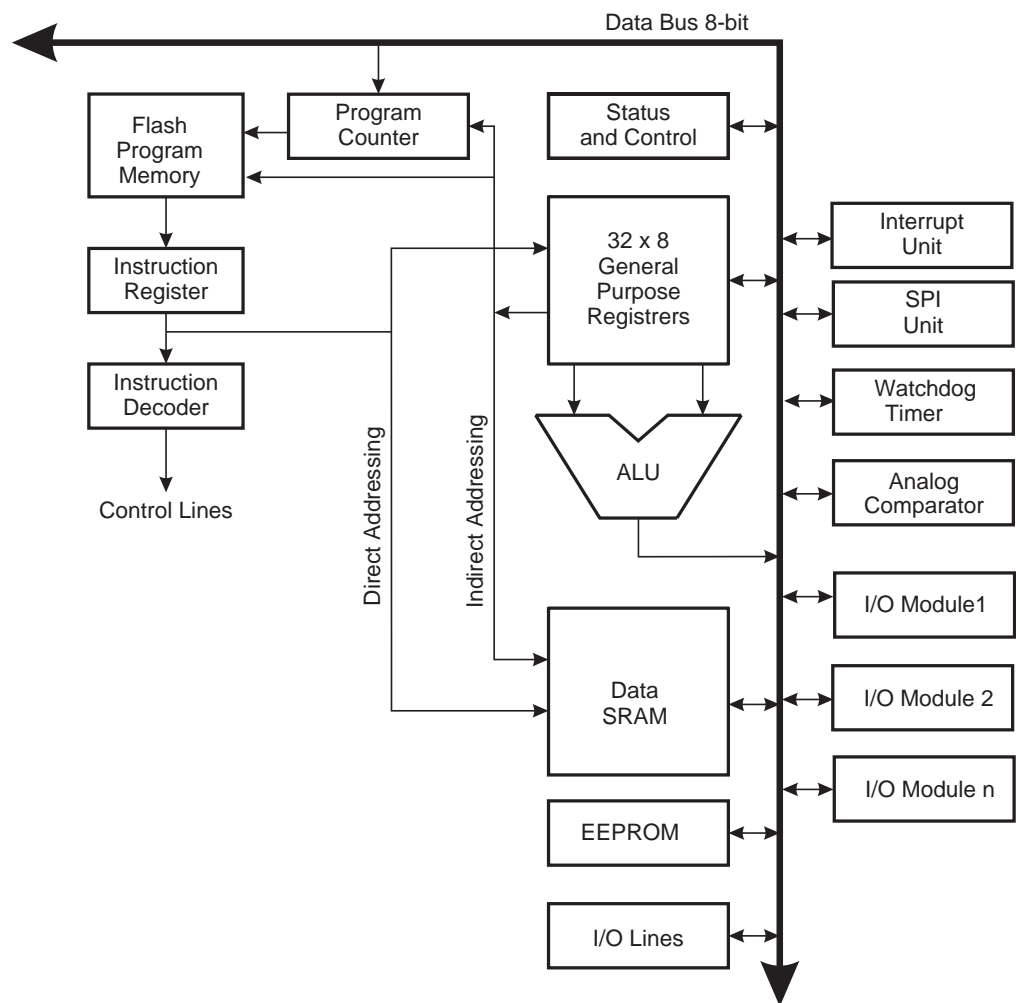 Data Bus 8-bit
Flash
Program
Memory
Program
Counter
Status
and Control
32 x 8
General
Purpose
Registrers
Interrupt
Unit
Instruction
Register
SPI
Unit
Instruction
Decoder
Watchdog
Timer
Control Lines
Direct Addressing
Indirect Addressing
ALU
Analog
Comparator
I/O Module1
Data
SRAM
I/O Module 2
I/O Module n
EEPROM
I/O Lines